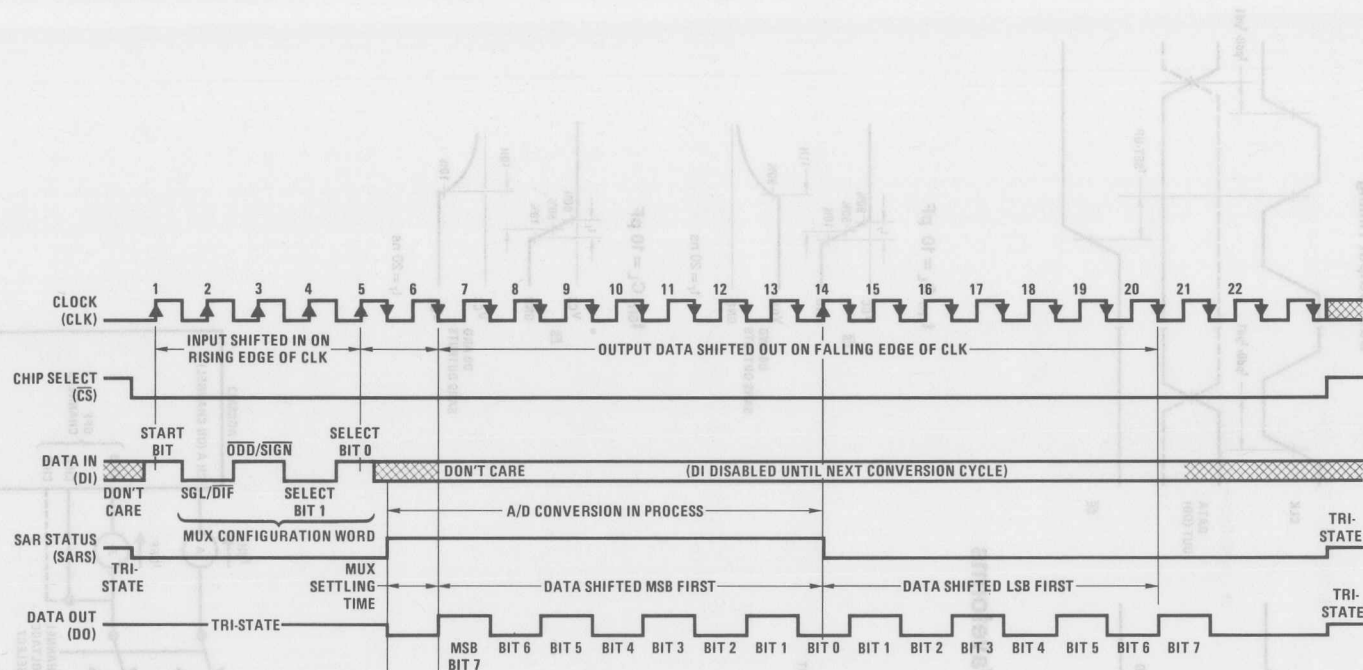 1 2 3 4 5 6 7 8 9 10 11 12 13 14 15 16 17 18 19 20 21 22
CLOCK
(CLK)
INPUT SHIFTED IN ON
RISING EDGE OF CLK
OUTPUT DATA SHIFTED OUT ON FALLING EDGE OF CLK
CHIP SELECT
(CS)
START
BIT
ODD/SIGN
SELECT
BIT 0
DATA IN
(DI)
DON'T CARE
(DI DISABLED UNTIL NEXT CONVERSION CYCLE)
DON'T
CARE
SGL/DIF
SELECT
BIT 1
MUX CONFIGURATION WORD
A/D CONVERSION IN PROCESS
SAR STATUS
(SARS)
TRI-
STATE
TRI-
STATE
MUX
SETTLING
TIME
DATA SHIFTED MSB FIRST
DATA SHIFTED LSB FIRST
DATA OUT
(DO)
TRI-STATE
TRI-
STATE
MSB
BIT 7
BIT 6 BIT 5 BIT 4 BIT 3 BIT 2 BIT 1 BIT 0 BIT 1 BIT 2 BIT 3 BIT 4 BIT 5 BIT 6 BIT 7